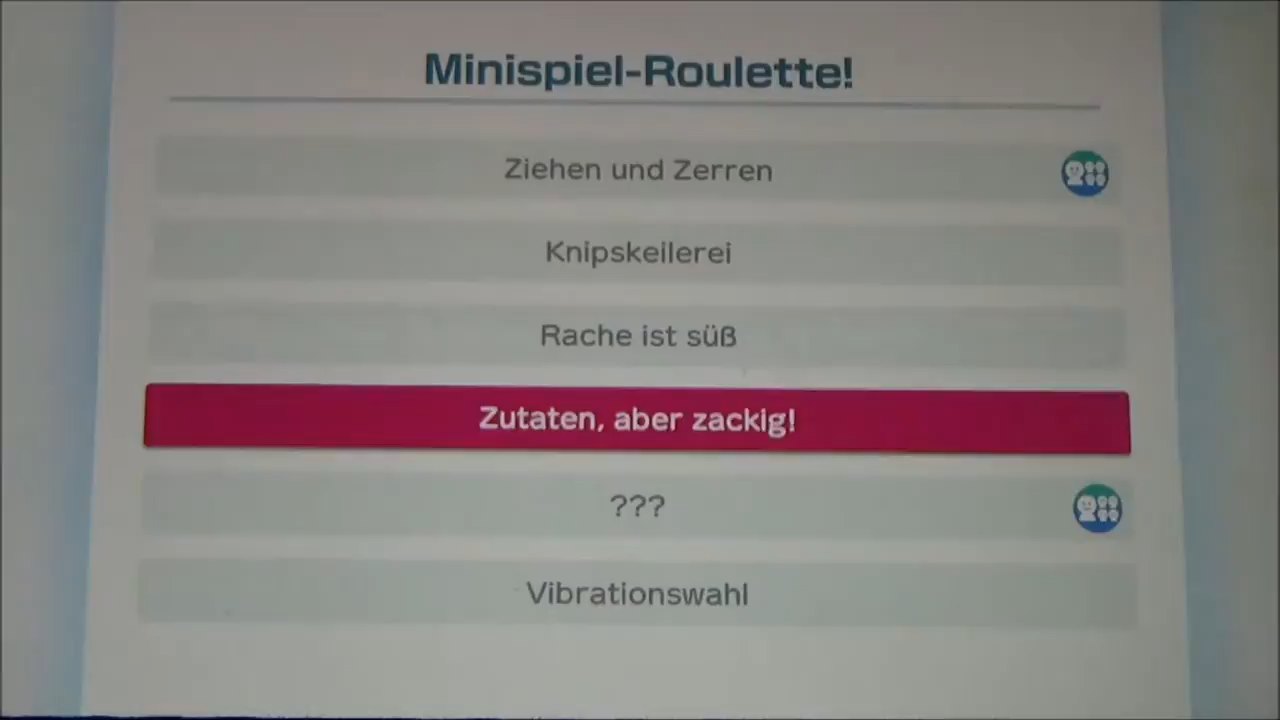 Minispiel-Roulette!
Ziehen und Zerren
Knipskeilerei
Rache ist süß
Zutaten, aber zackig!
???
Vibrationswahl